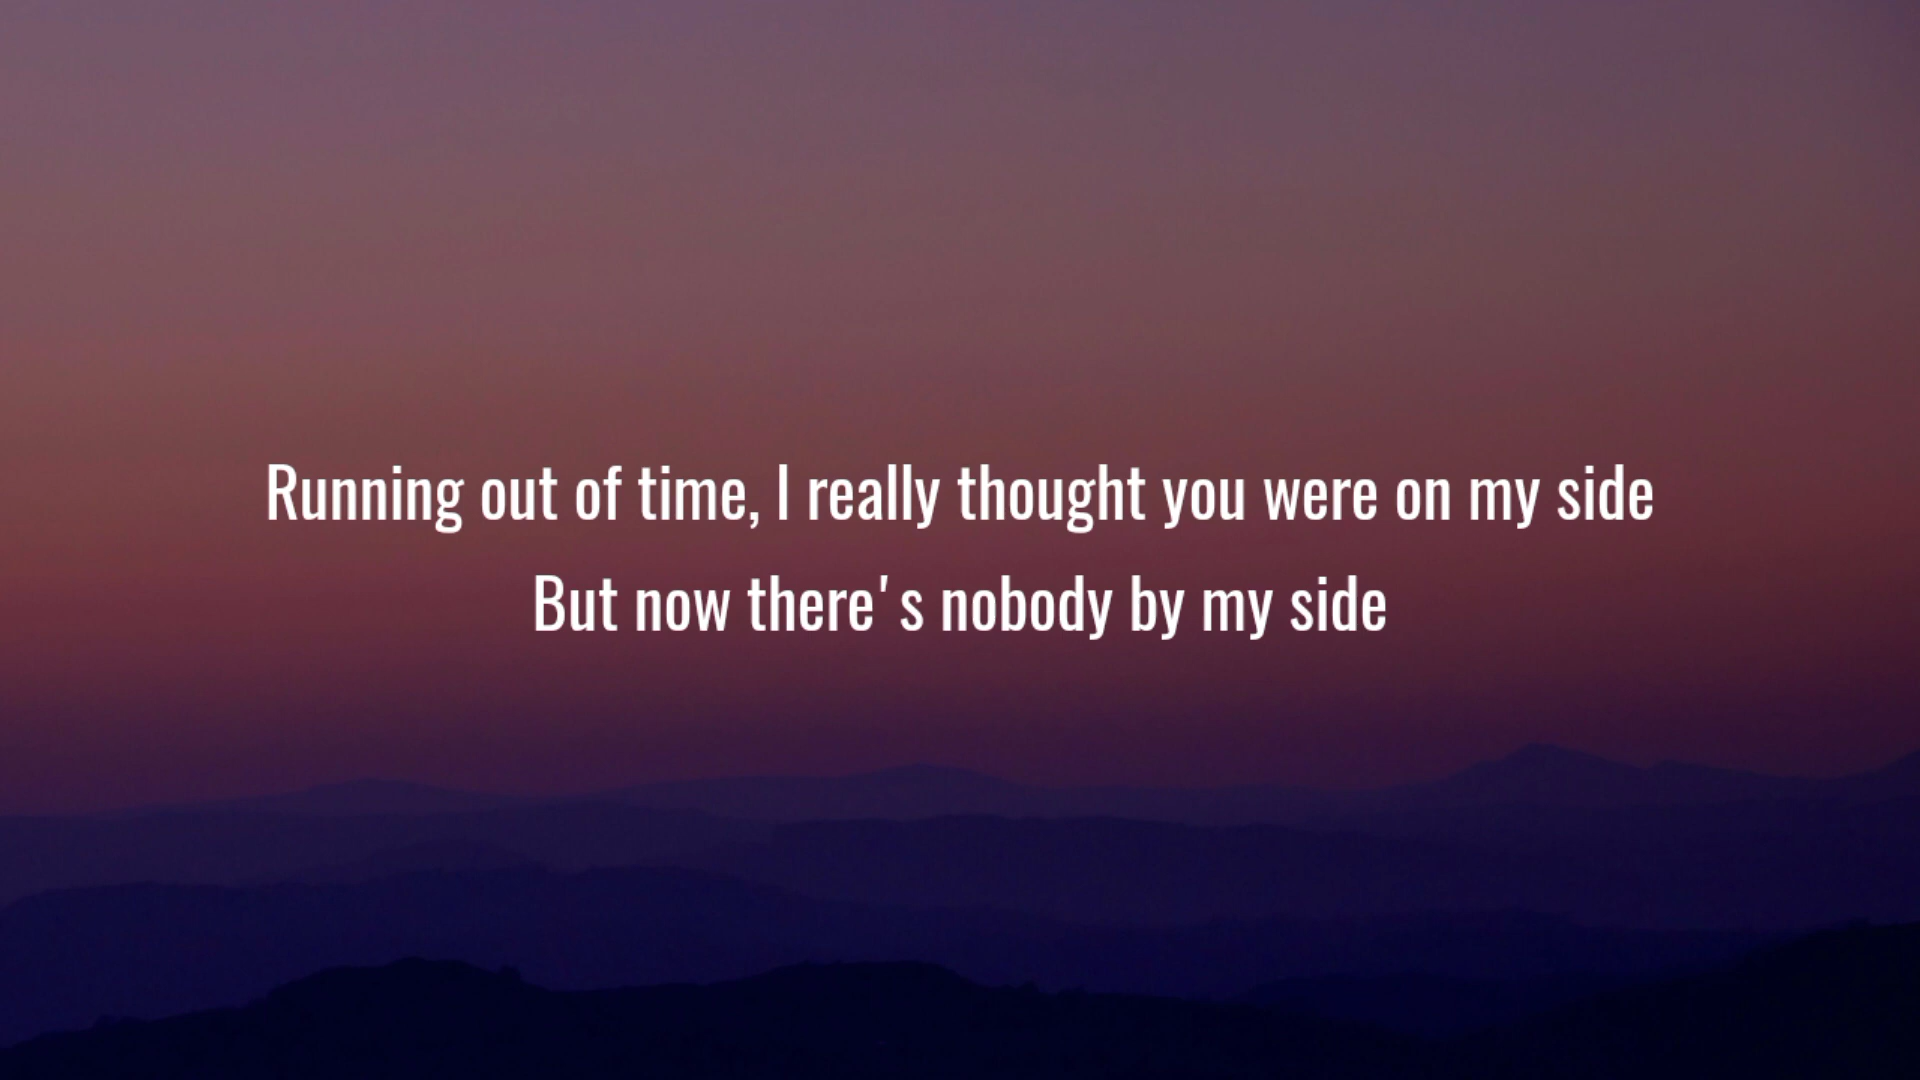 Running out of time, I really thought you were on my side
But now there's nobody by my side